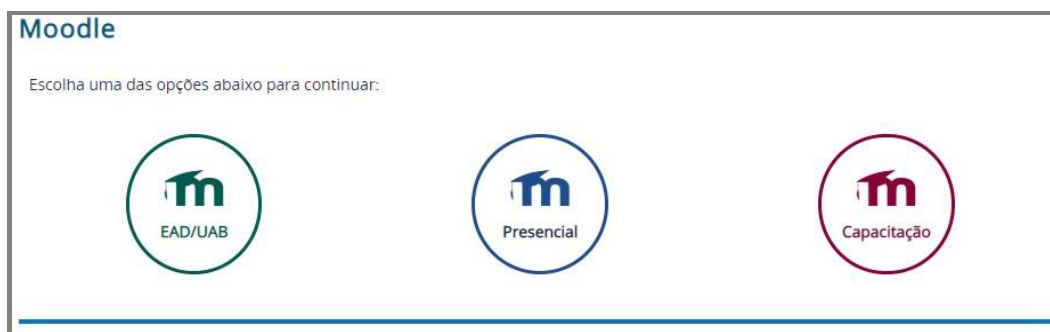 Moodle
Escolha uma das opções abaixo para continuar:
m
EAD/UAB
m
Presencial
m
Capacitação